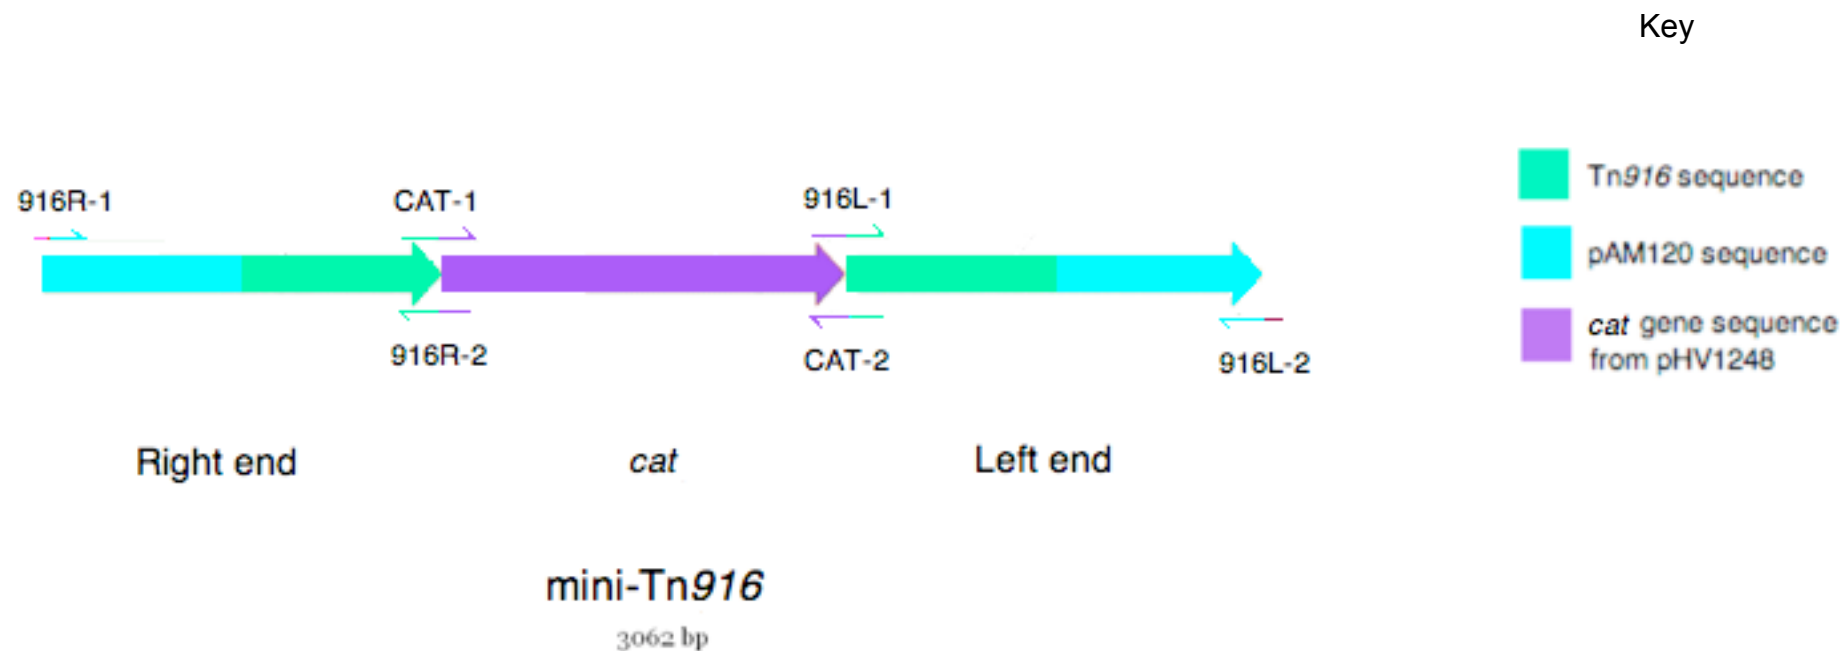 Key
Tn916 sequence
pAM120 sequence
cat gene sequence
from pHV1248
916R-1
CAT-1
916L-1
916R-2
CAT-2
916L-2
Right end
cat
Left end
mini-Tn916
3062 bp